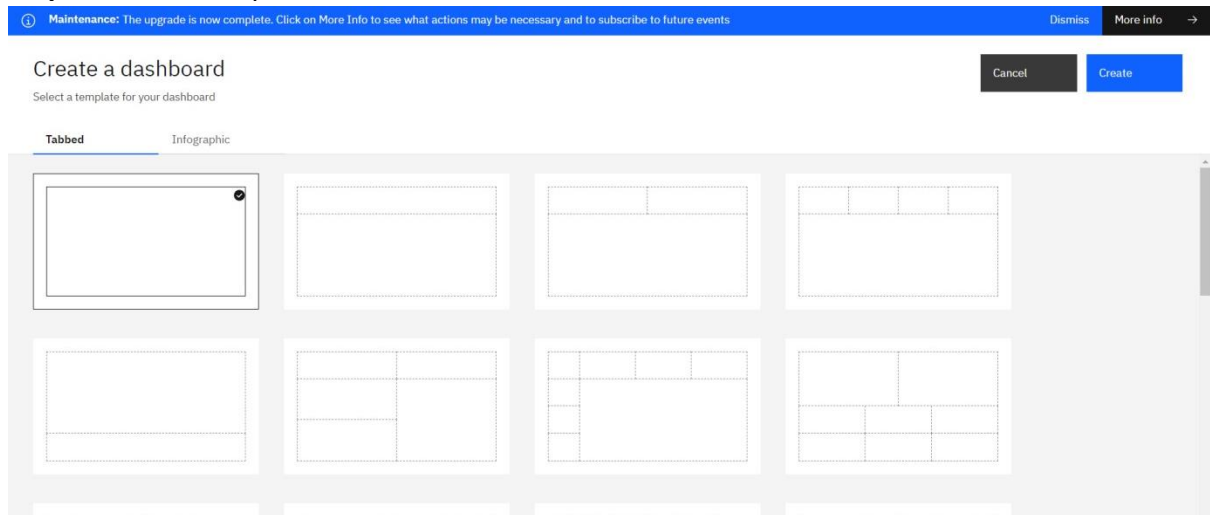 Maintenance: The upgrade is now complete. Click on More Info to see what actions may be necessary and to subscribe to future events
Dismiss
More info
Create a dashboard
Cancel
Create
Select a template for your dashboard
Tabbed
Infographic